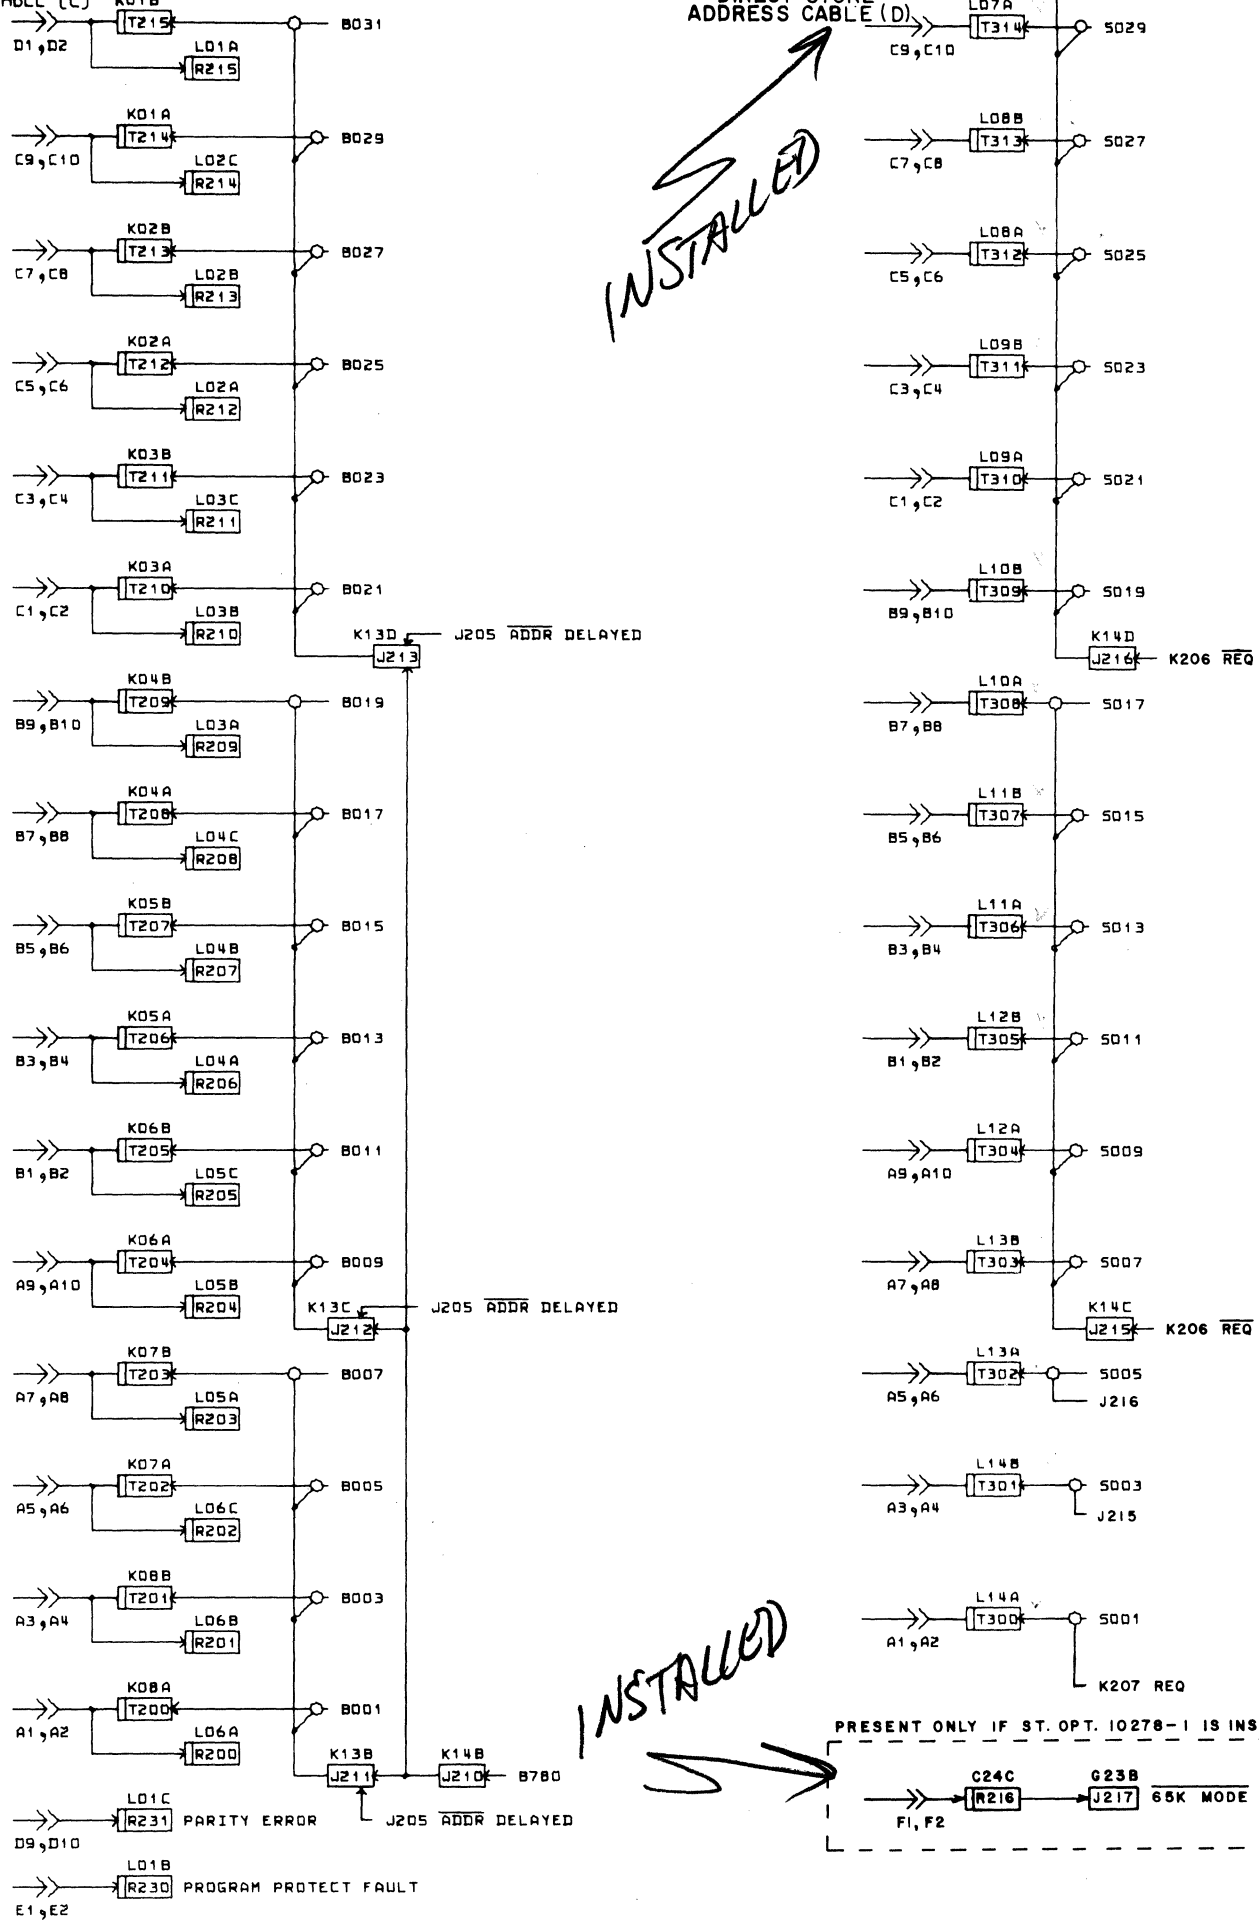 K01B
T215
B031
D1,D2
L01A
R215
K01A
T214
B029
C9,C10
L02C
R214
K02B
T213
B027
C7,C8
L02B
R213
K02A
T212
B025
C5,C6
L02A
R212
K03B
T211
B023
C3,C4
L03C
R211
K03A
T210
B021
C1,C2
L03B
R210
K13D
J205 ADDR DELAYED
J213
K04B
T209
B019
B9,B10
L03A
R209
K04A
T208
B017
B7,B8
L04C
R208
K05B
T207
B015
B5,B6
L04B
R207
K05A
T206
B013
B3,B4
L04A
R206
K06B
T205
B011
B1,B2
L05C
R205
K06A
T204
B009
A9,A10
L05B
R204
K13C
J205 ADDR DELAYED
J212
K07B
T203
B007
A7,A8
L05A
R203
K07A
T202
B005
A5,A6
L06C
R202
K08B
T201
B003
A3,A4
L06B
R201
K08A
T200
B001
A1,A2
L06A
R200
K13B
J211
K14B
J210
B780
J205 ADDR DELAYED
L01C
R231 PARITY ERROR
D9,D10
L01B
R230 PROGRAM PROTECT FAULT
E1,E2
DIRECT STORE
ADDRESS CABLE (D)
INSTALLED
L07A
T314
S029
C9,C10
L08B
T313
S027
C7,C8
L08A
T312
S025
C5,C6
L09B
T311
S023
C3,C4
L09A
T310
S021
C1,C2
L10B
T309
S019
B9,B10
K14D
J216
K206 REQ
L10A
T308
S017
B7,B8
L11B
T307
S015
B5,B6
L11A
T306
S013
B3,B4
L12B
T305
S011
B1,B2
L12A
T304
S009
A9,A10
L13B
T303
S007
A7,A8
K14C
J215
K206 REQ
L13A
T302
S005
A5,A6
J216
L14B
T301
S003
A3,A4
J215
L14A
T300
S001
A1,A2
K207 REQ
INSTALLED
PRESENT ONLY IF ST. OPT. 10278-1 IS INS
C24C
R216
G23B
J217
65K MODE
F1,F2